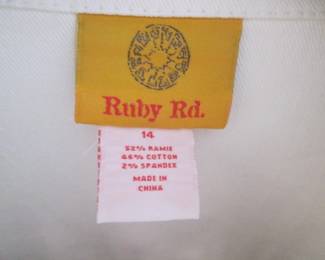 Ruby Rd.
14
52% RAMIE
46% COTTON
2% SPANDEX
MADE IN
CHINA